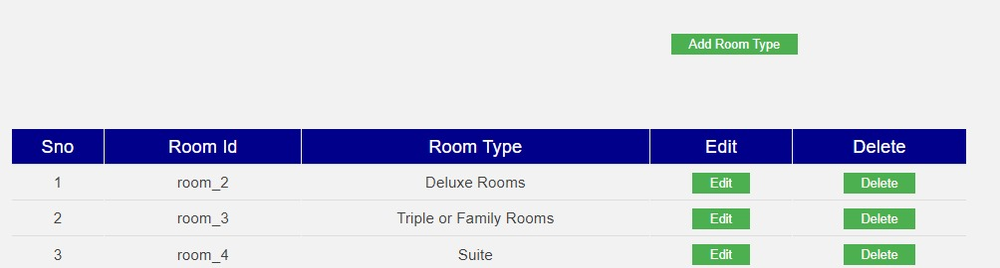 Add Room Type
Sno Room Id Room Type Edit Delete
1 room_2 Deluxe Rooms Edit Delete
2 room_3 Triple or Family Rooms Edit Delete
3 room_4 Suite Edit Delete